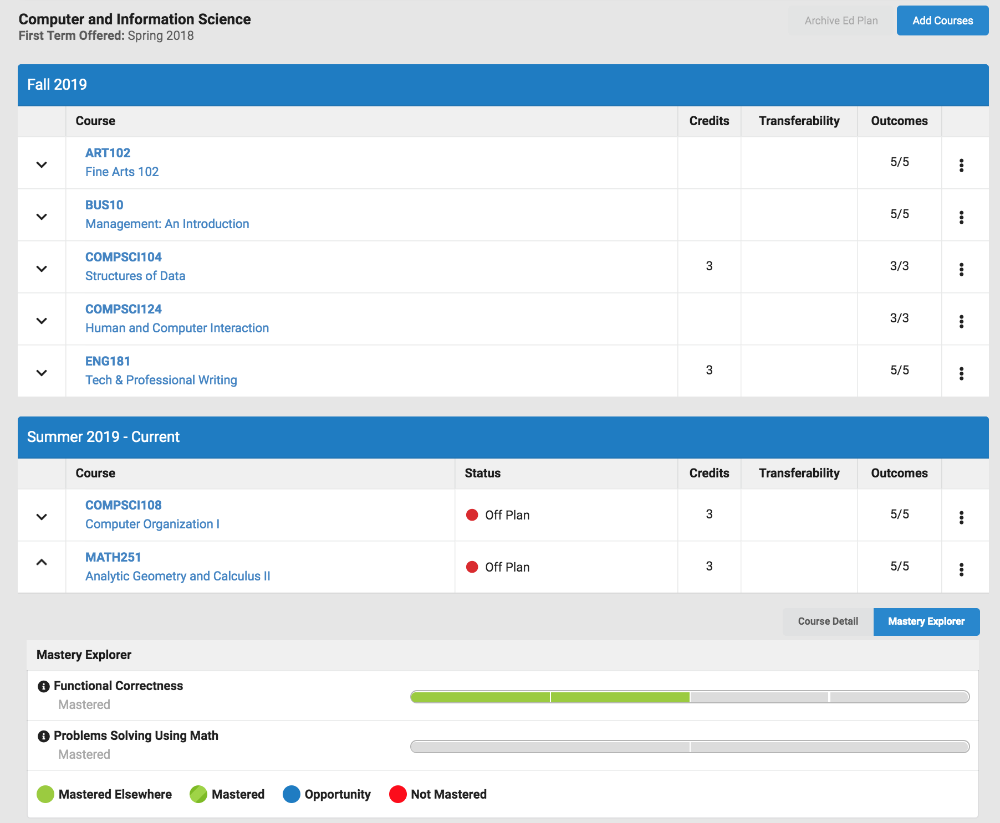 Computer and Information Science
First Term Offered: Spring 2018
Archive Ed Plan
Add Courses
Fall 2019
Course Credits Transferability Outcomes
ART102
Fine Arts 102
5/5
BUS10
Management: An Introduction
5/5
COMPSCI104
Structures of Data
3 3/3
COMPSCI124
Human and Computer Interaction
3/3
ENG181
Tech & Professional Writing
3 5/5
Summer 2019 - Current
Course Status Credits Transferability Outcomes
COMPSCI108
Computer Organization I
Off Plan 3 5/5
MATH251
Analytic Geometry and Calculus II
Off Plan 3 5/5
Course Detail Mastery Explorer
Mastery Explorer
Functional Correctness
Mastered
Problems Solving Using Math
Mastered
Mastered Elsewhere Mastered Opportunity Not Mastered